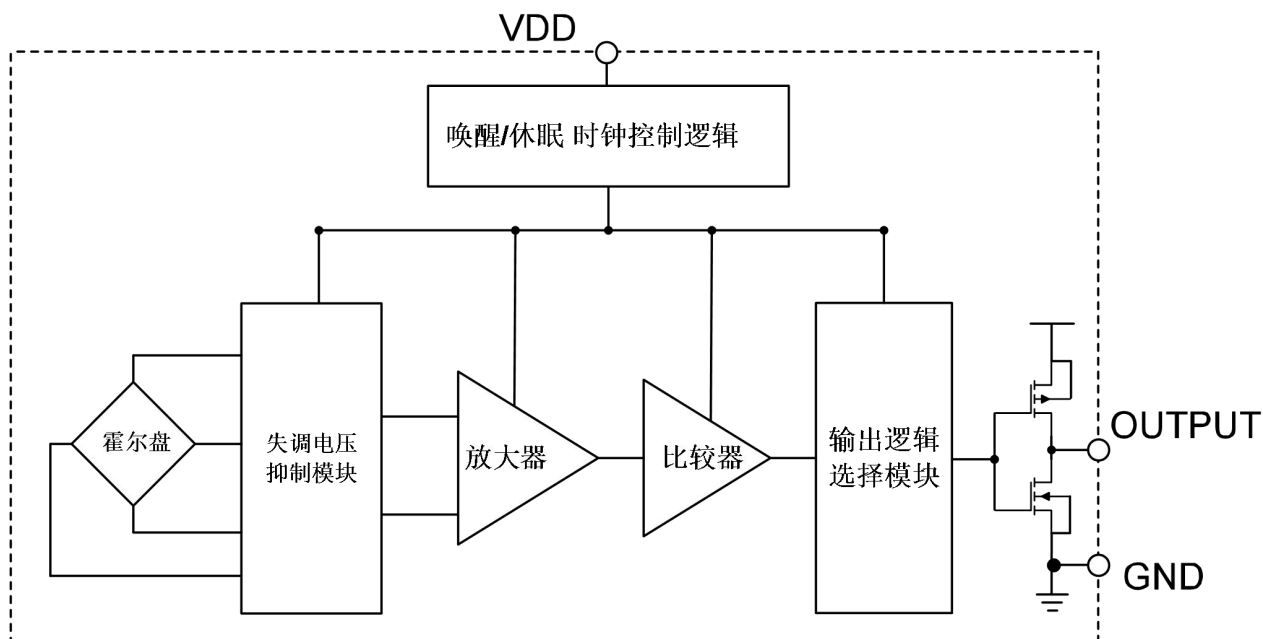 VDD
唤醒/休眠 时钟控制逻辑
霍尔盘
失调电压
抑制模块
放大器
比较器
输出逻辑
选择模块
OUTPUT
GND